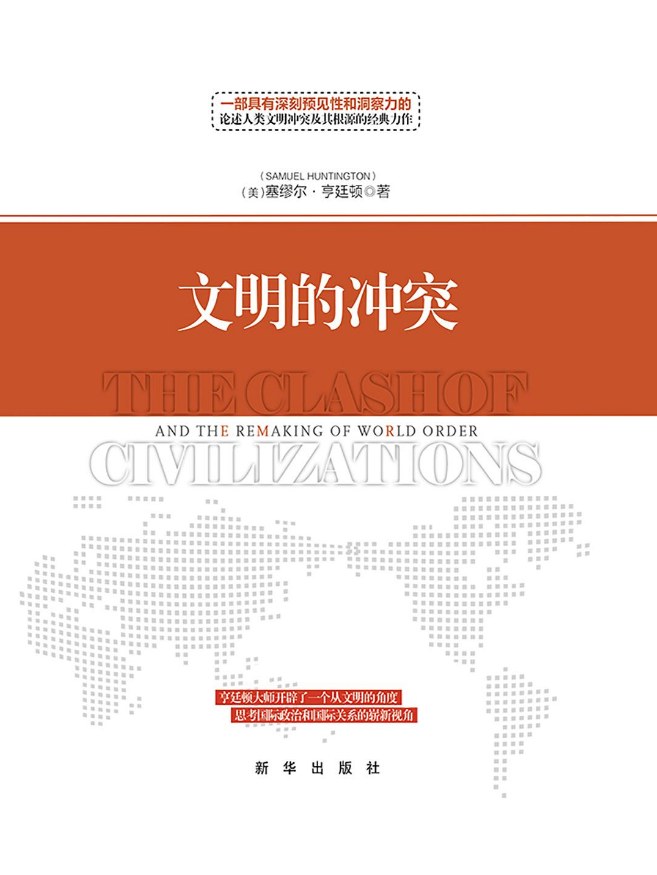 一部具有深刻预见性和洞察力的
论述人类文明冲突及其根源的经典力作
(SAMUEL HUNTINGTON)
(美)塞缪尔·亨廷顿◎著
文明的冲突
THE CLASH OF
AND THE REMAKING OF WORLD ORDER
CIVILIZATIONS
亨廷顿大师开辟了一个从文明的角度
思考国际政治和国际关系的崭新视角
新华出版社